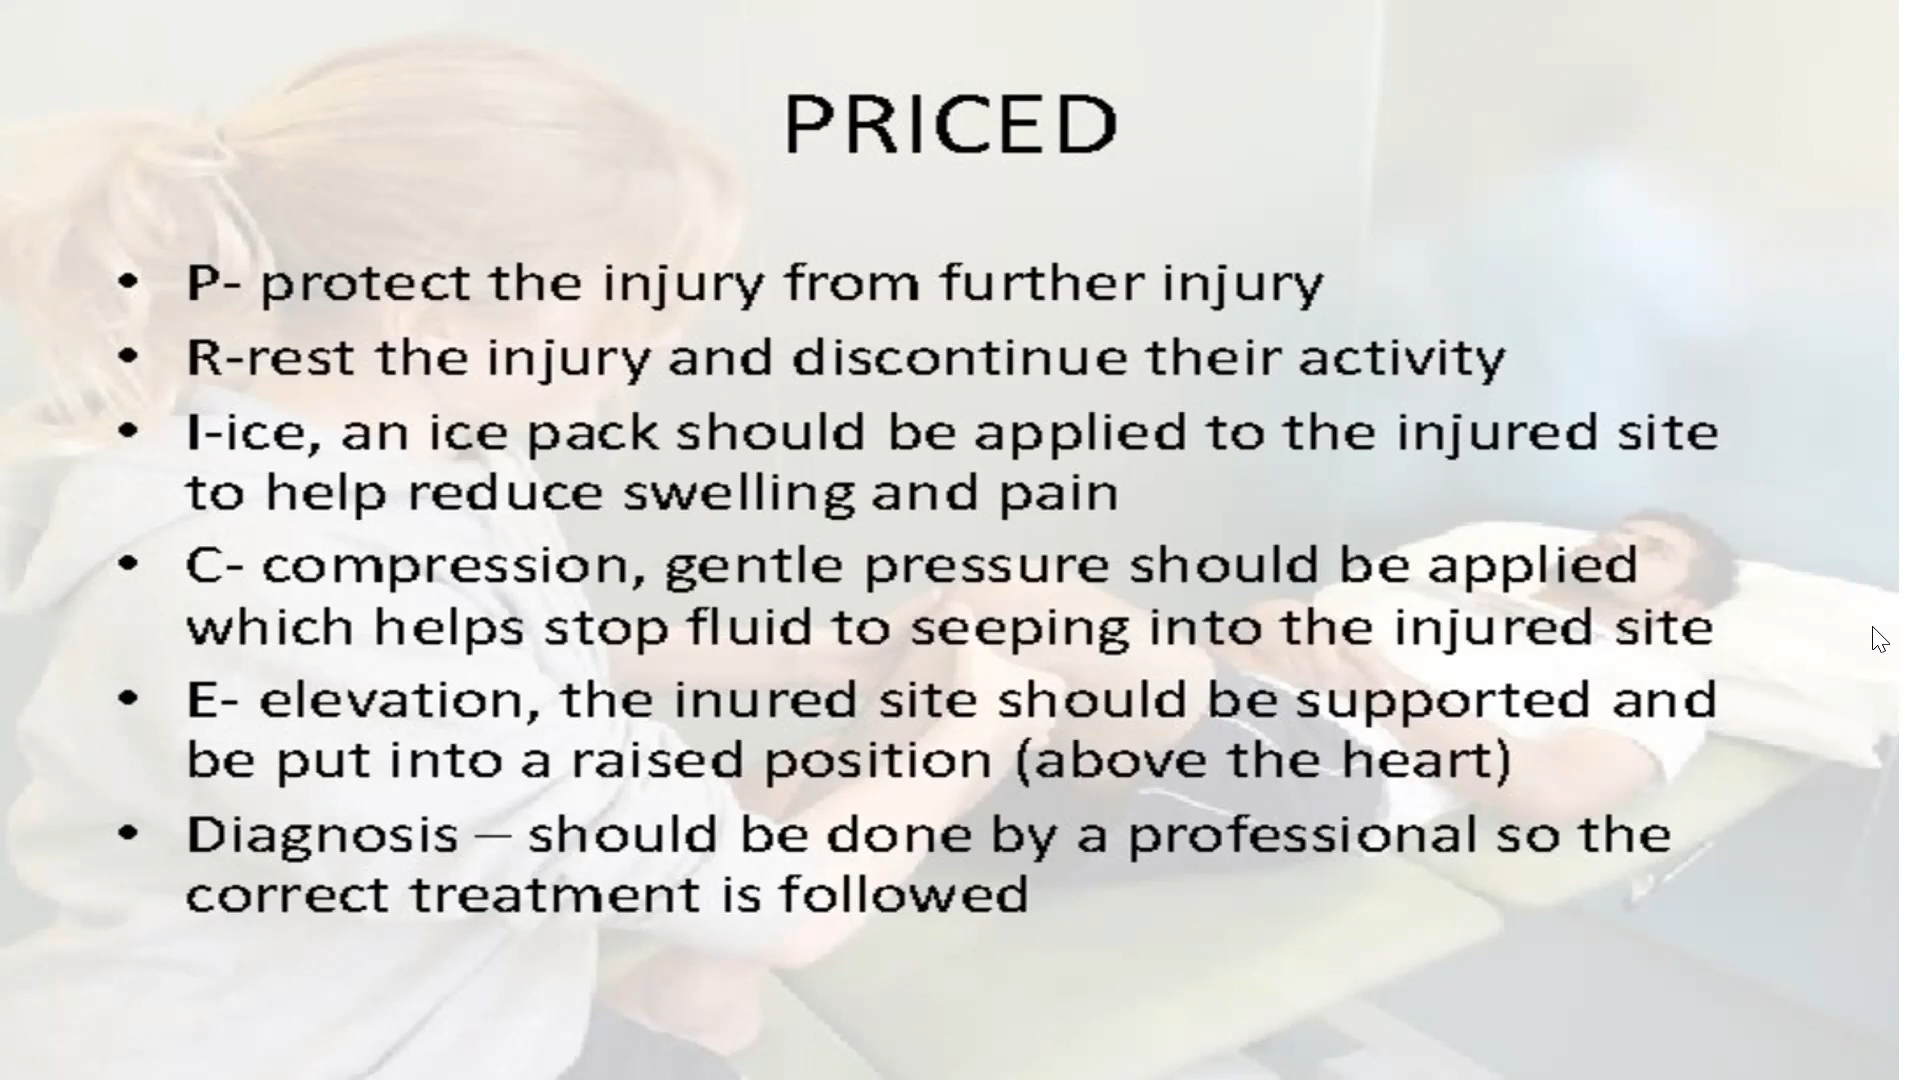 PRICED
• P- protect the injury from further injury
• R-rest the injury and discontinue their activity
• I-ice, an ice pack should be applied to the injured site
to help reduce swelling and pain
• C- compression, gentle pressure should be applied
which helps stop fluid to seeping into the injured site
• E- elevation, the inured site should be supported and
be put into a raised position (above the heart)
• Diagnosis – should be done by a professional so the
correct treatment is followed